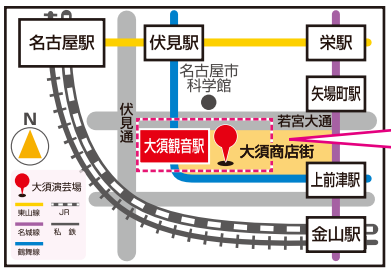 名古屋駅
伏見駅
栄駅
名古屋市
科学館
矢場町駅
伏見通
若宮大通
N
大須観音駅
大須商店街
大須演芸場
上前津駅
東山線
JR
名城線
私 鉄
鶴舞線
金山駅